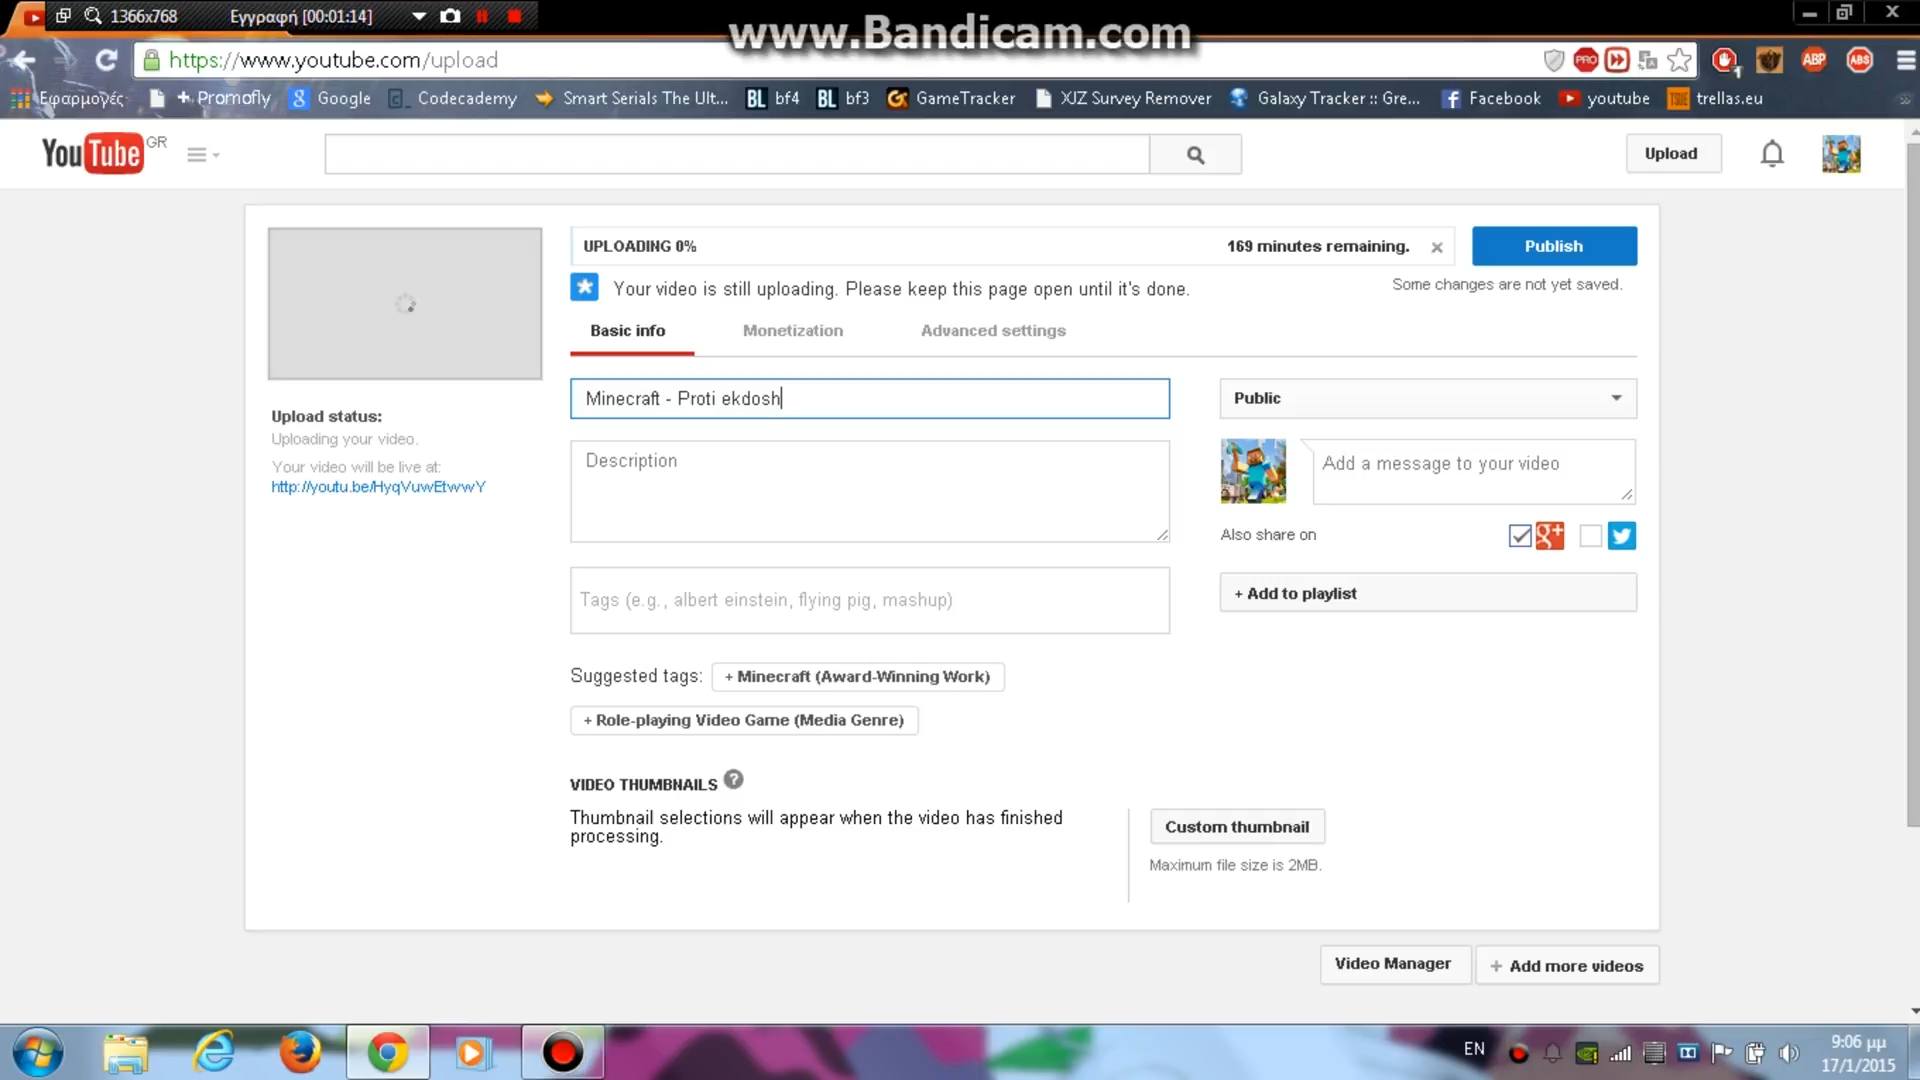 1366x768 Εγγραφή [00:01:14]
www.Bandicam.com
https://www.youtube.com/upload
PRO ABP ABS
Εφαρμογές + Promofly Google Codecademy Smart Serials The Ult... BL bf4 BL bf3 GameTracker XJZ Survey Remover Galaxy Tracker :: Gre... Facebook youtube trellas.eu
YouTube GR
Upload
UPLOADING 0% 169 minutes remaining. Publish
Your video is still uploading. Please keep this page open until it's done.
Some changes are not yet saved.
Basic info Monetization Advanced settings
Minecraft - Proti ekdosh
Public
Upload status:
Uploading your video.
Your video will be live at:
http://youtu.be/HyqVuwEtwwY
Description
Add a message to your video
Also share on
g+
Tags (e.g., albert einstein, flying pig, mashup)
+ Add to playlist
Suggested tags: + Minecraft (Award-Winning Work)
+ Role-playing Video Game (Media Genre)
VIDEO THUMBNAILS ?
Thumbnail selections will appear when the video has finished
processing.
Custom thumbnail
Maximum file size is 2MB.
Video Manager + Add more videos
EN
9:06 μμ
17/1/2015